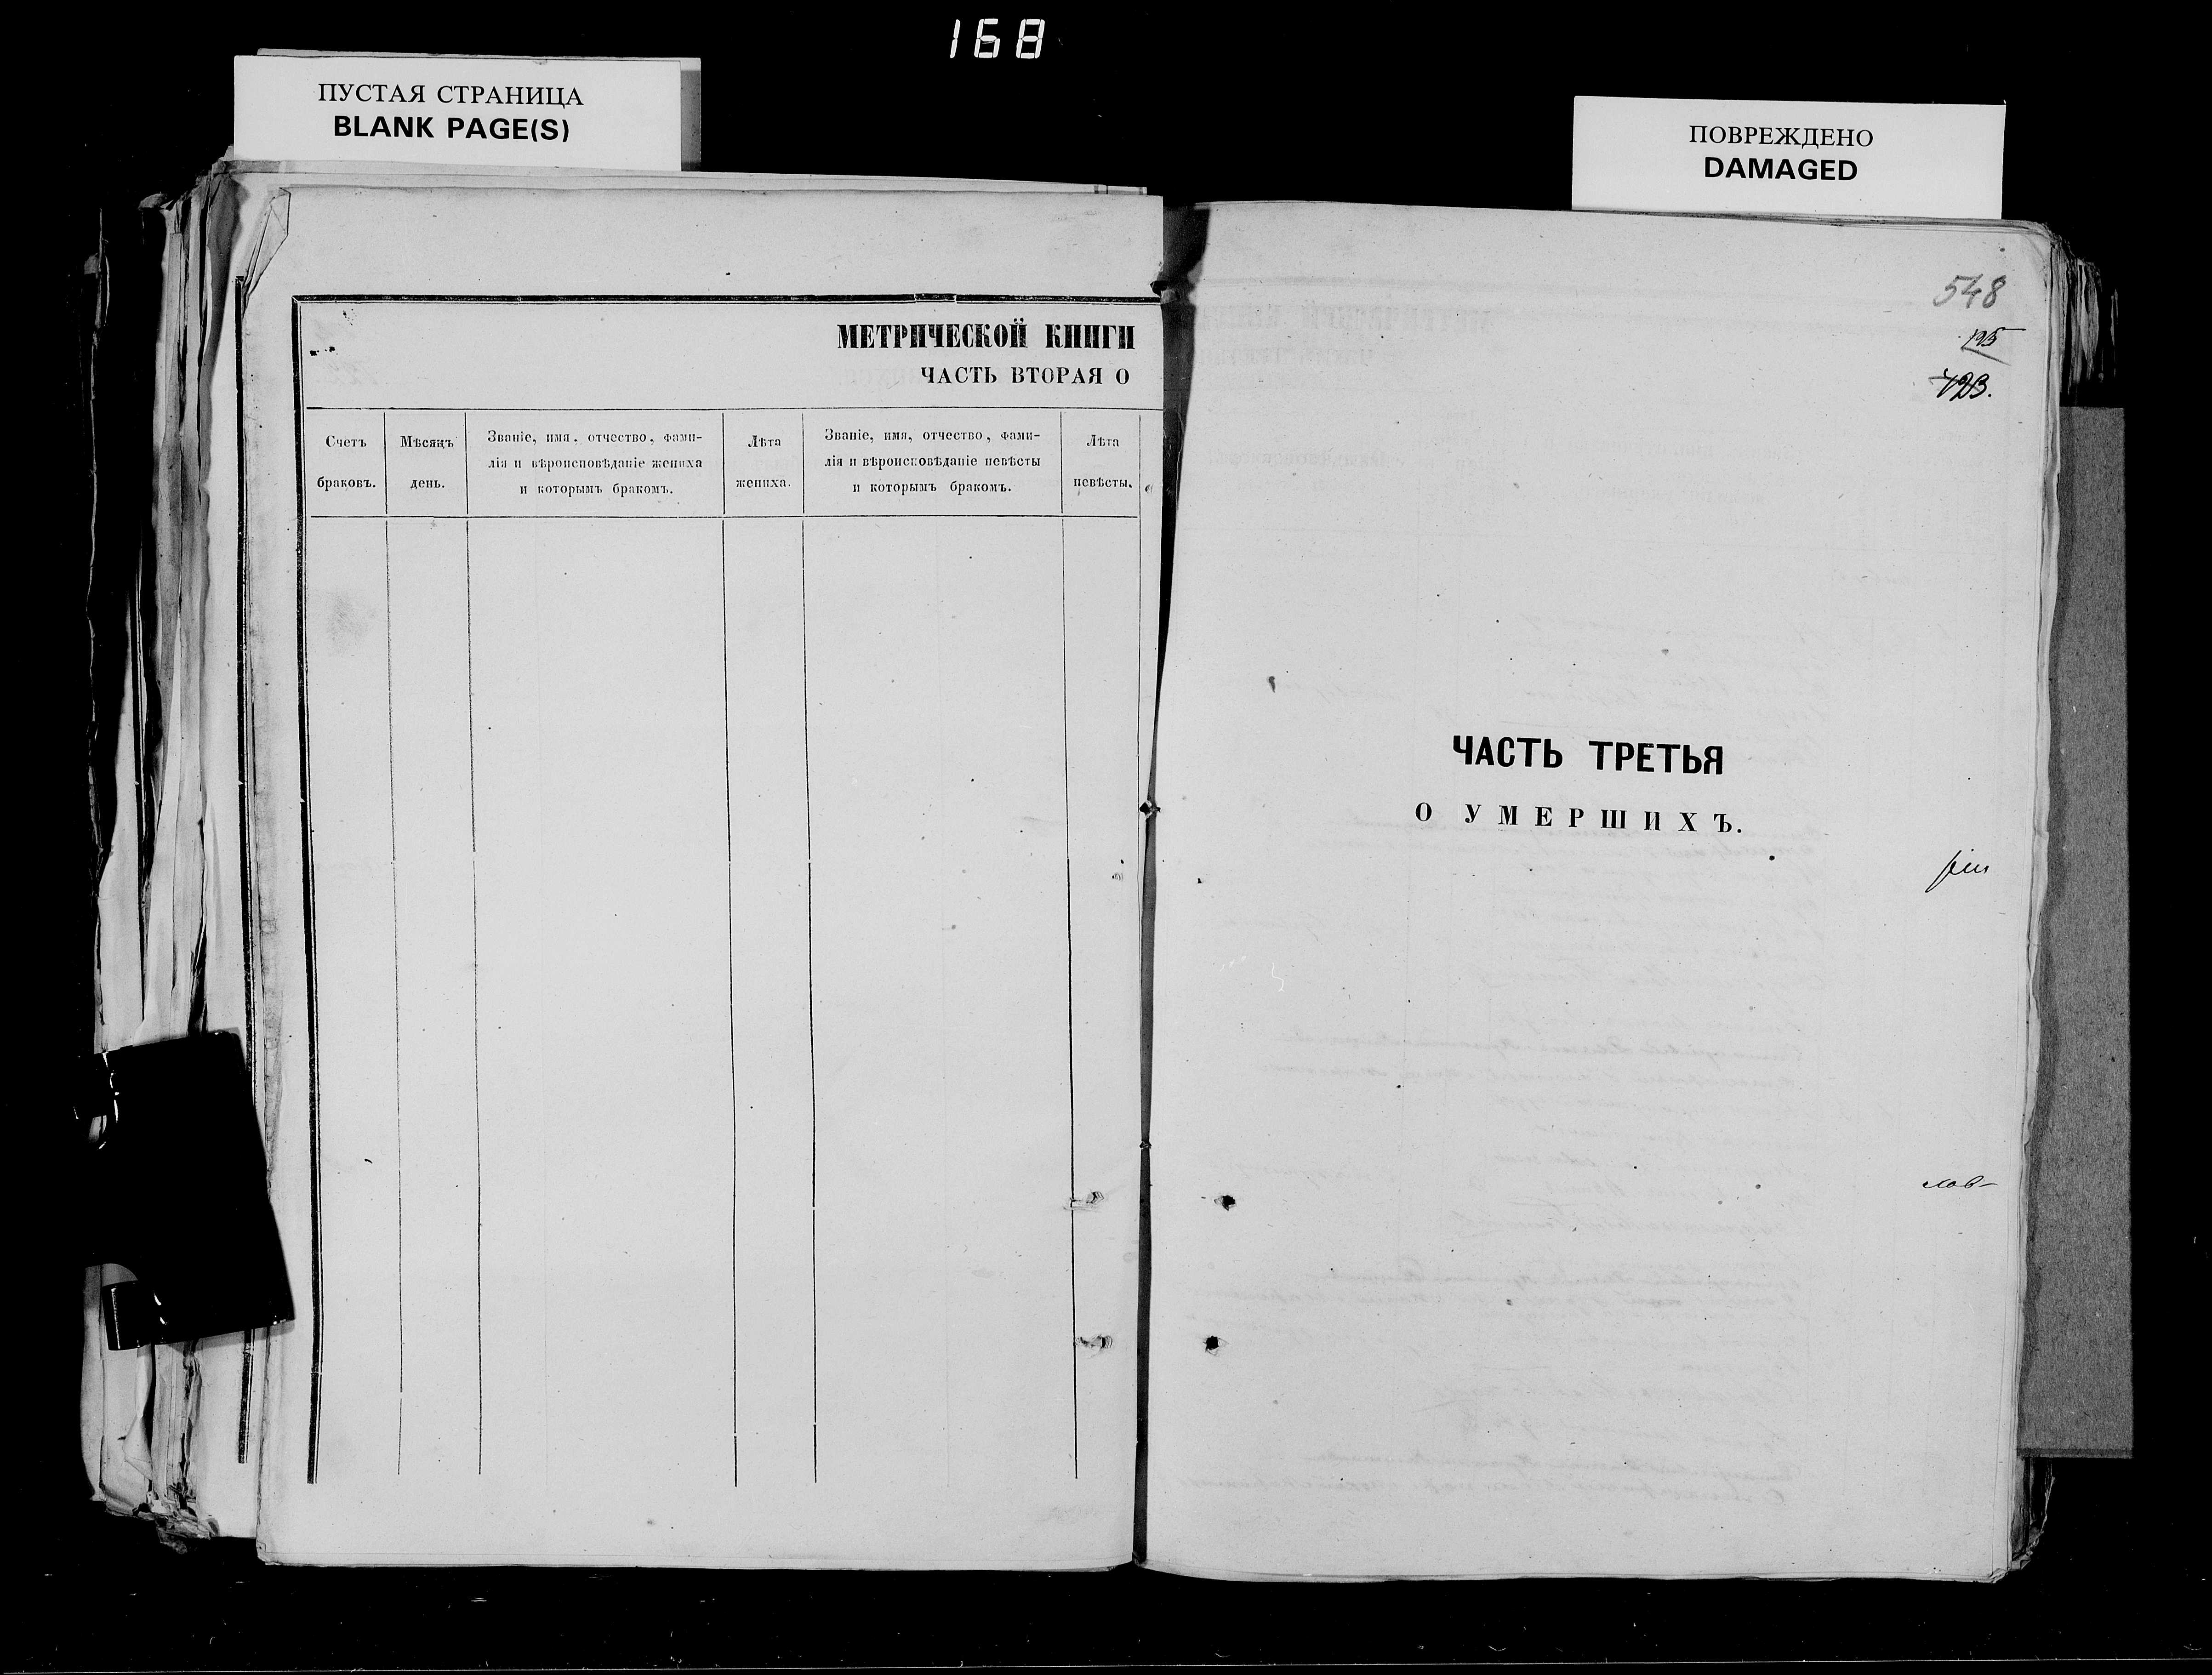 168
ПУСТАЯ СТРАНИЦА
BLANK PAGE(S)
ПОВРЕЖДЕНО
DAMAGED
МЕТРИЧЕСКОЙ КНИГИ
ЧАСТЬ ВТОРАЯ О
Счетъ
браковъ.
Мѣсяцъ
день.
Званіе, имя, отчество, фами-
лія и вѣроисповѣданіе жениха
и которымъ бракомъ.
Лѣта
жениха.
Званіе, имя, отчество, фами-
лія и вѣроисповѣданіе невѣсты
и которымъ бракомъ.
Лѣта
невѣсты.
548
195
123.
ЧАСТЬ ТРЕТЬЯ
О УМЕРШИХЪ.